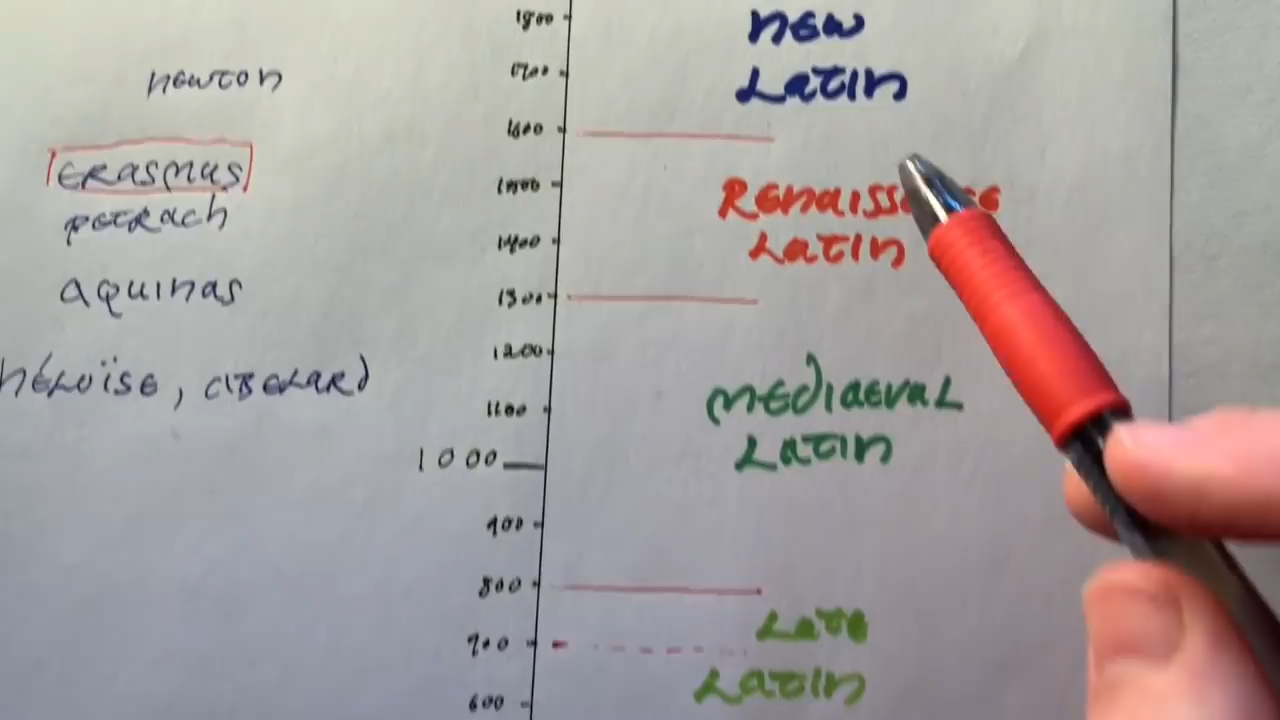 1800
NEW
LATIN
NEWTON
1700
1600
ERASMUS
1500
RENAISSANCE
LATIN
PETRACH
1400
AQUINAS
1300
1200
HÉLOÏSE, ABELARD
MEDIAEVAL
LATIN
1100
1000
900
800
LATE
LATIN
700
600